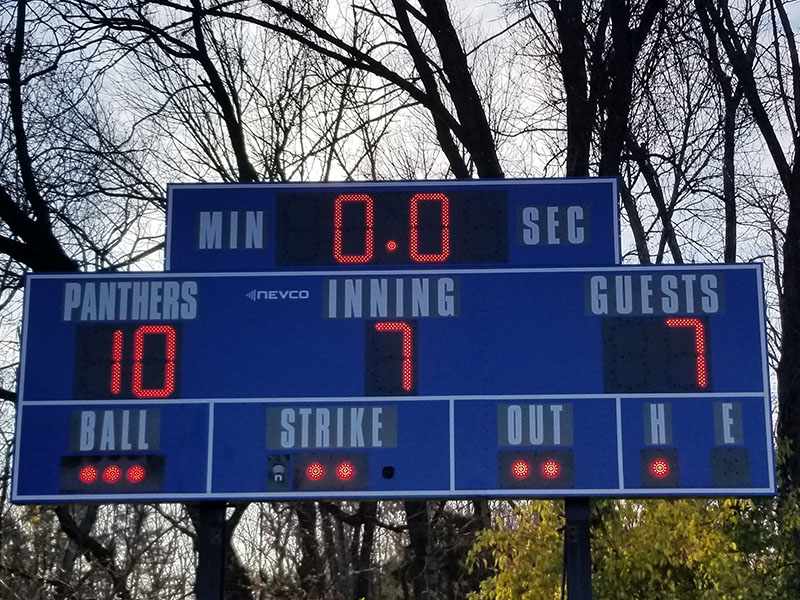 MIN 0.0 SEC
PANTHERS NEVCO INNING GUESTS
10 7 7
BALL STRIKE OUT H E